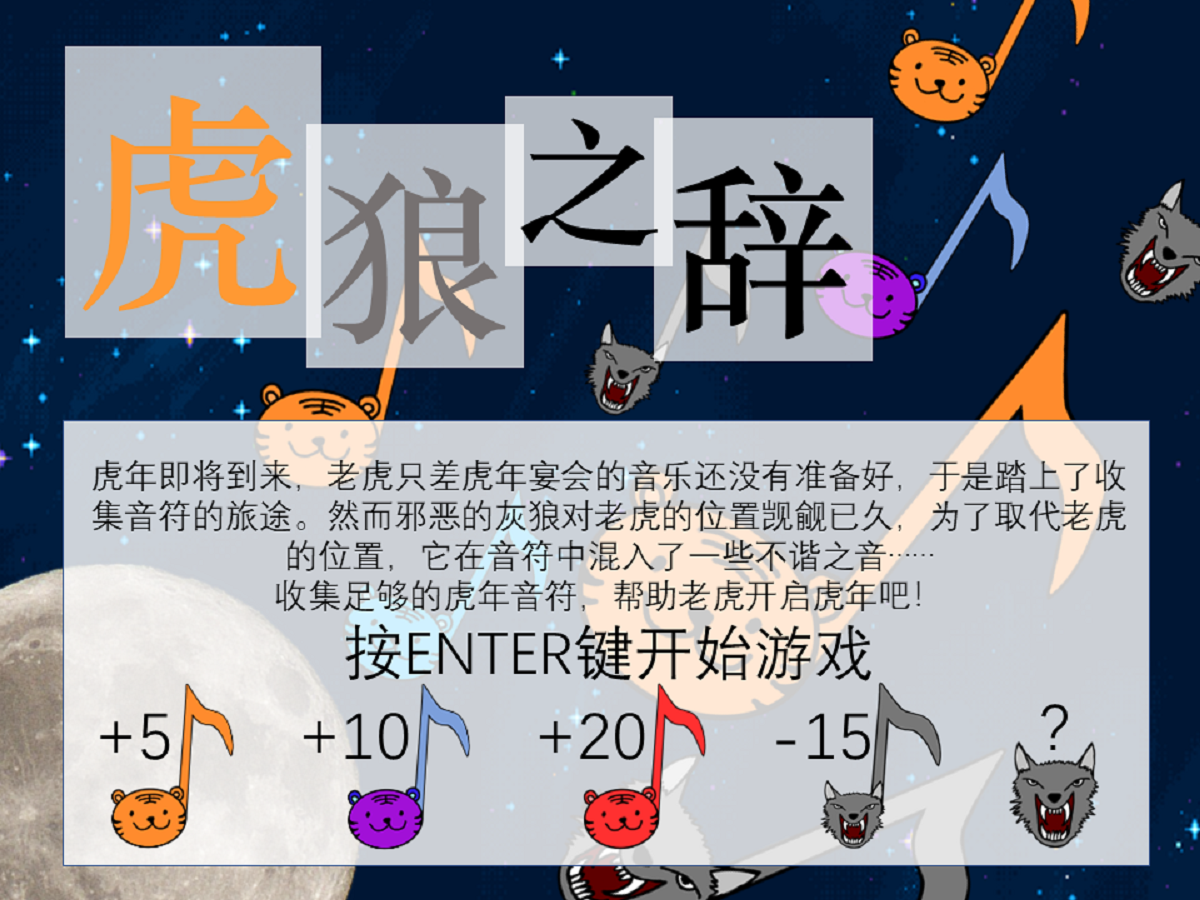 虎狼之辞
虎年即将到来，老虎只差虎年宴会的音乐还没有准备好，于是踏上了收
集音符的旅途。然而邪恶的灰狼对老虎的位置觊觎已久，为了取代老虎
的位置，它在音符中混入了一些不谐之音……
收集足够的虎年音符，帮助老虎开启虎年吧！
按ENTER键开始游戏
+5 +10 +20 -15 ?